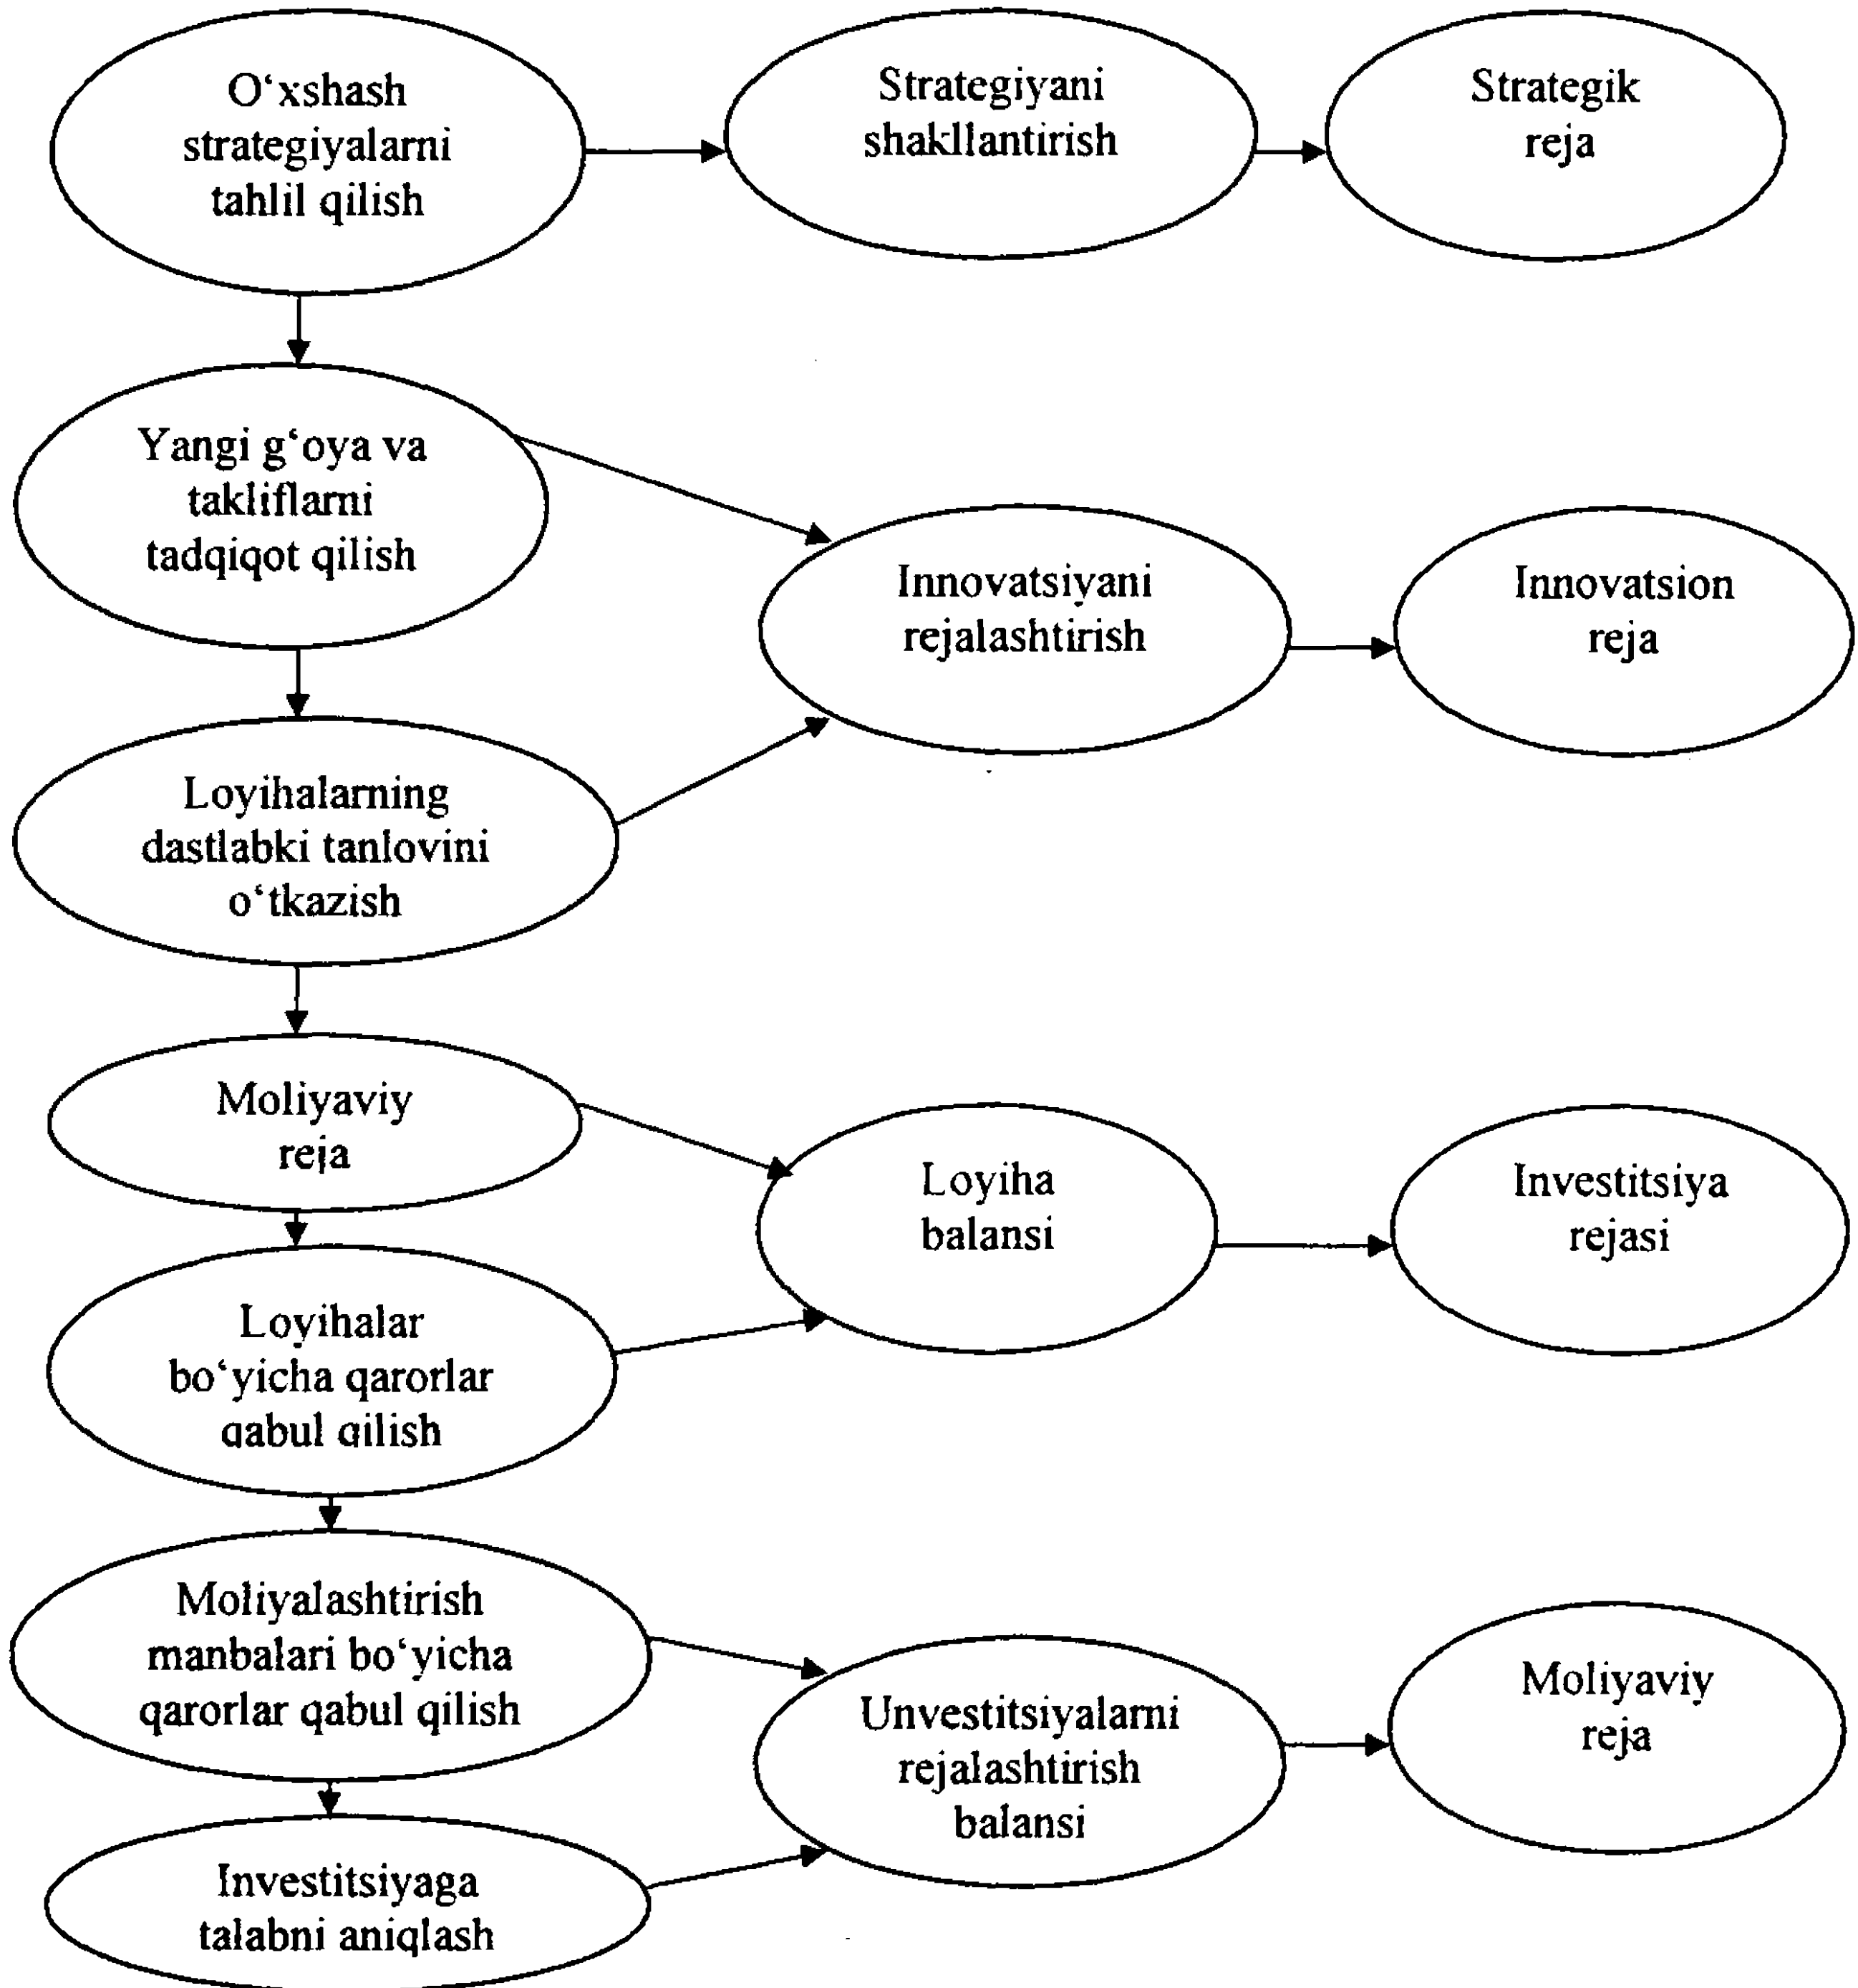 O‘xshash
strategiyalarni
tahlil qilish
Strategiyani
shakllantirish
Strategik
reja
Yangi g‘oya va
takliflarni
tadqiqot qilish
Innovatsiyani
rejalashtirish
Innovatsion
reja
Loyihalarning
dastlabki tanlovini
o‘tkazish
Moliyaviy
reja
Loyiha
balansi
Investitsiya
rejasi
Loyihalar
bo‘yicha qarorlar
qabul qilish
Moliyalashtirish
manbalari bo‘yicha
qarorlar qabul qilish
Unvestitsiyalarni
rejalashtirish
balansi
Moliyaviy
reja
Investitsiyaga
talabni aniqlash